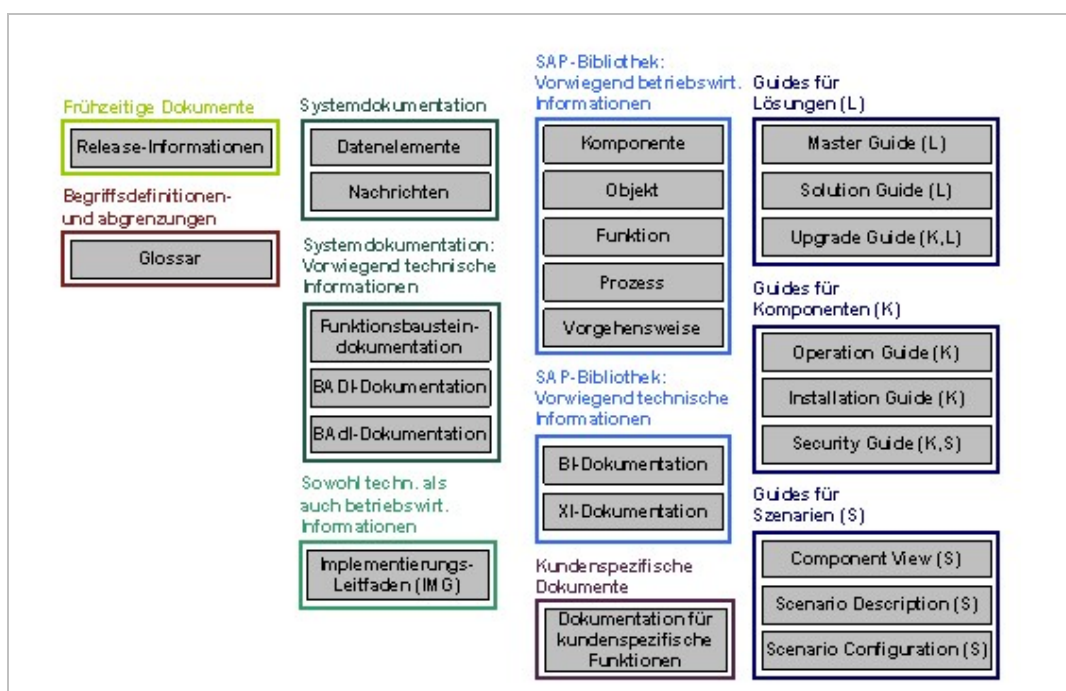 Frühzeitige Dokumente
Release-Informationen
Begriffsdefinitionen-
und abgrenzungen
Glossar
Systemdokumentation
Datenelemente
Nachrichten
Systemdokumentation:
Vorwiegend technische
Informationen
Funktionsbaustein-
dokumentation
BADI-Dokumentation
BAdI-Dokumentation
Sowohl techn. als
auch betriebswirt.
Informationen
Implementierungs-
Leitfaden (IMG)
SAP-Bibliothek:
Vorwiegend betriebswirt.
Informationen
Komponente
Objekt
Funktion
Prozess
Vorgehensweise
SAP-Bibliothek:
Vorwiegend technische
Informationen
BI-Dokumentation
XI-Dokumentation
Kundenspezifische
Dokumente
Dokumentation für
kundenspezifische
Funktionen
Guides für
Lösungen (L)
Master Guide (L)
Solution Guide (L)
Upgrade Guide (K,L)
Guides für
Komponenten (K)
Operation Guide (K)
Installation Guide (K)
Security Guide (K,S)
Guides für
Szenarien (S)
Component View (S)
Scenario Description (S)
Scenario Configuration (S)